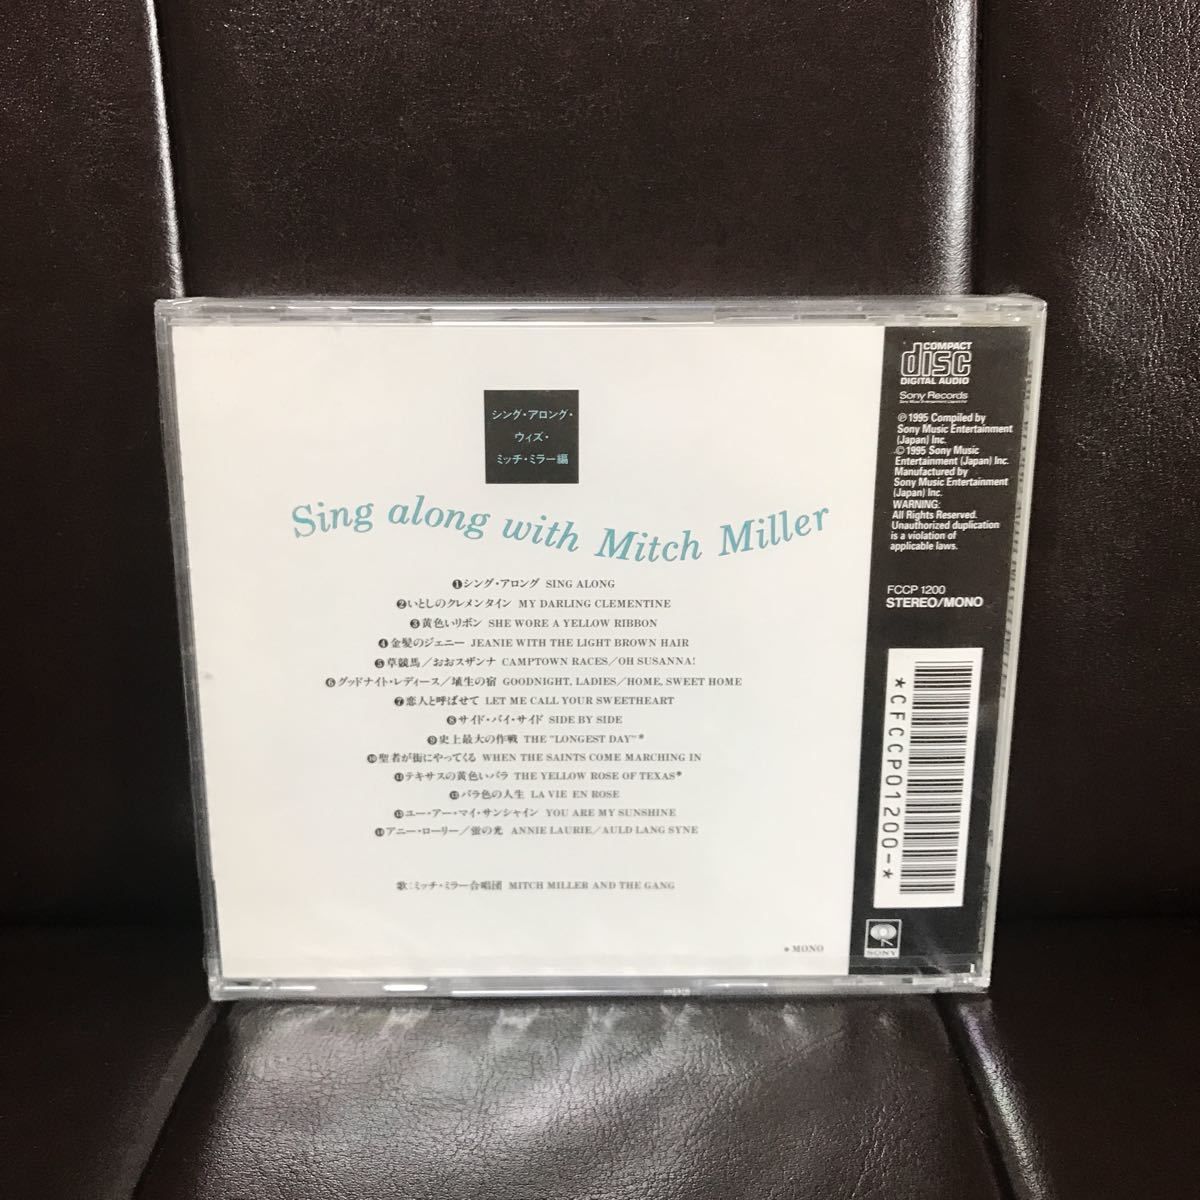 シング・アロング・
ウィズ・
ミッチ・ミラー編
Sing along with Mitch Miller
❶シング・アロング SING ALONG
❷いとしのクレメンタイン MY DARLING CLEMENTINE
❸黄色いリボン SHE WORE A YELLOW RIBBON
❹金髪のジェニー JEANIE WITH THE LIGHT BROWN HAIR
❺草競馬／おおスザンナ CAMPTOWN RACES／OH SUSANNA!
❻グッドナイト・レディース／埴生の宿 GOODNIGHT, LADIES／HOME, SWEET HOME
❼恋人と呼ばせて LET ME CALL YOUR SWEETHEART
❽サイド・バイ・サイド SIDE BY SIDE
❾史上最大の作戦 THE "LONGEST DAY"*
❿聖者が街にやってくる WHEN THE SAINTS COME MARCHING IN
⓫テキサスの黄色いバラ THE YELLOW ROSE OF TEXAS*
⓬バラ色の人生 LA VIE EN ROSE
⓭ユー・アー・マイ・サンシャイン YOU ARE MY SUNSHINE
⓮アニー・ローリー／蛍の光 ANNIE LAURIE／AULD LANG SYNE
歌：ミッチ・ミラー合唱団 MITCH MILLER AND THE GANG
*MONO
COMPACT
disc
DIGITAL AUDIO
Sony Records
Sony Music Entertainment (Japan) Inc.
℗1995 Compiled by
Sony Music Entertainment
(Japan) Inc.
©1995 Sony Music
Entertainment (Japan) Inc.
Manufactured by
Sony Music Entertainment
(Japan) Inc.
WARNING:
All Rights Reserved.
Unauthorized duplication
is a violation of
applicable laws.
FCCP 1200
STEREO/MONO
*CFCCP01200-*
SONY